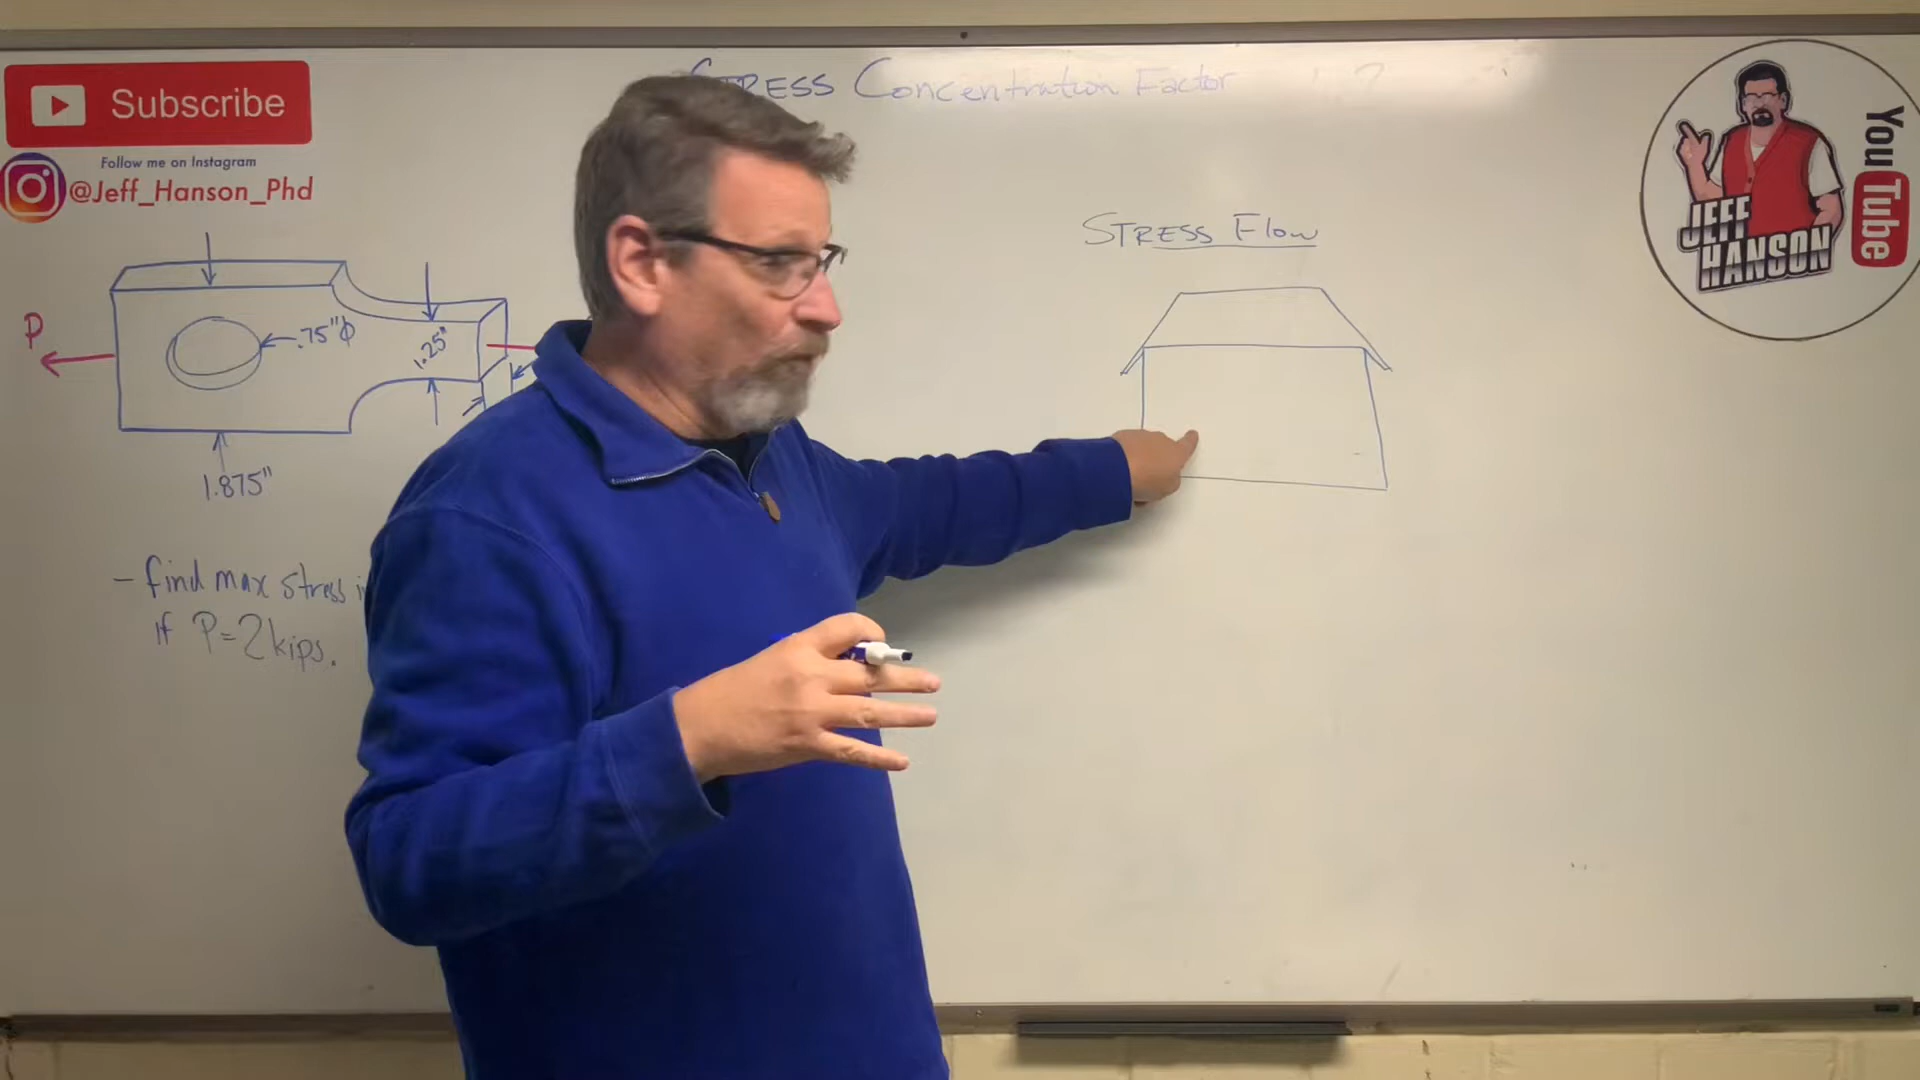 STRESS Concentration Factor
Subscribe
Follow me on Instagram
@Jeff_Hanson_Phd
YouTube
JEFF
HANSON
STRESS Flow
P
.75"ϕ
1.25"
1.875"
- find max stress
if P=2kips.